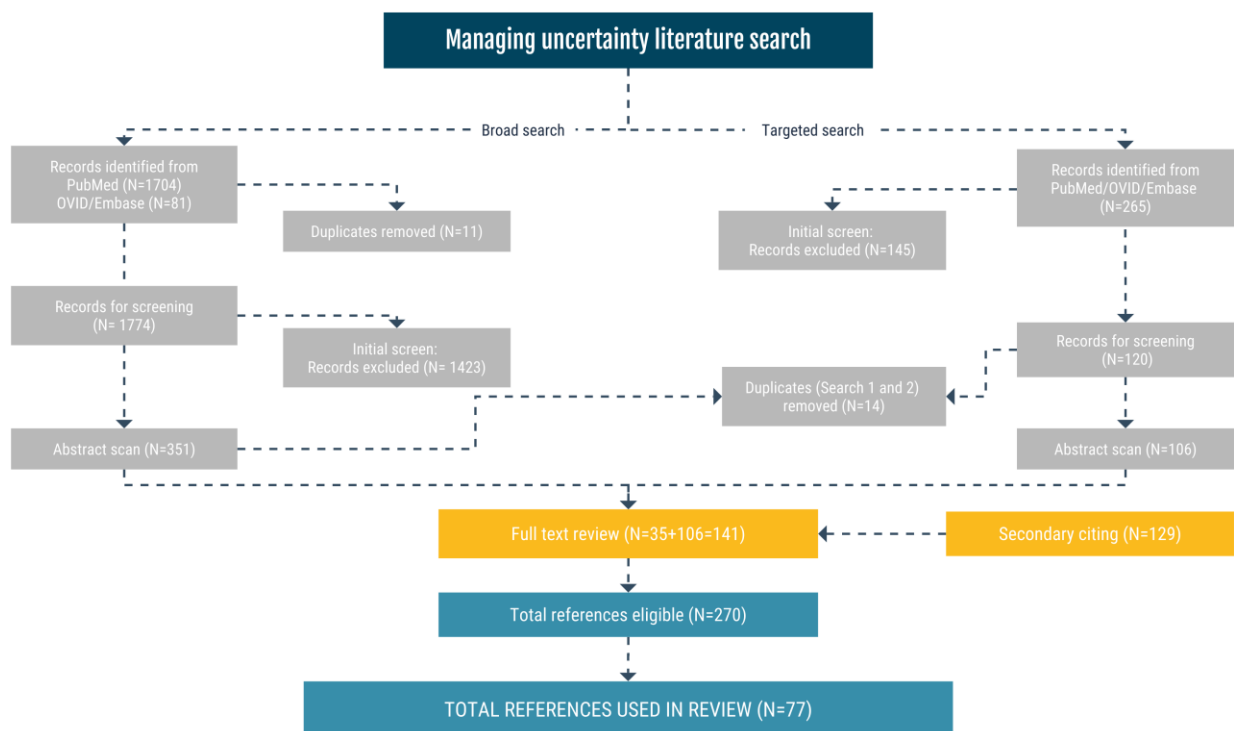 Managing uncertainty literature search
Broad search
Targeted search
Records identified from
PubMed (N=1704)
OVID/Embase (N=81)
Records identified from
PubMed/OVID/Embase
(N=265)
Duplicates removed (N=11)
Initial screen:
Records excluded (N=145)
Records for screening
(N= 1774)
Initial screen:
Records excluded (N= 1423)
Records for screening
(N=120)
Duplicates (Search 1 and 2)
removed (N=14)
Abstract scan (N=351)
Abstract scan (N=106)
Full text review (N=35+106=141)
Secondary citing (N=129)
Total references eligible (N=270)
TOTAL REFERENCES USED IN REVIEW (N=77)